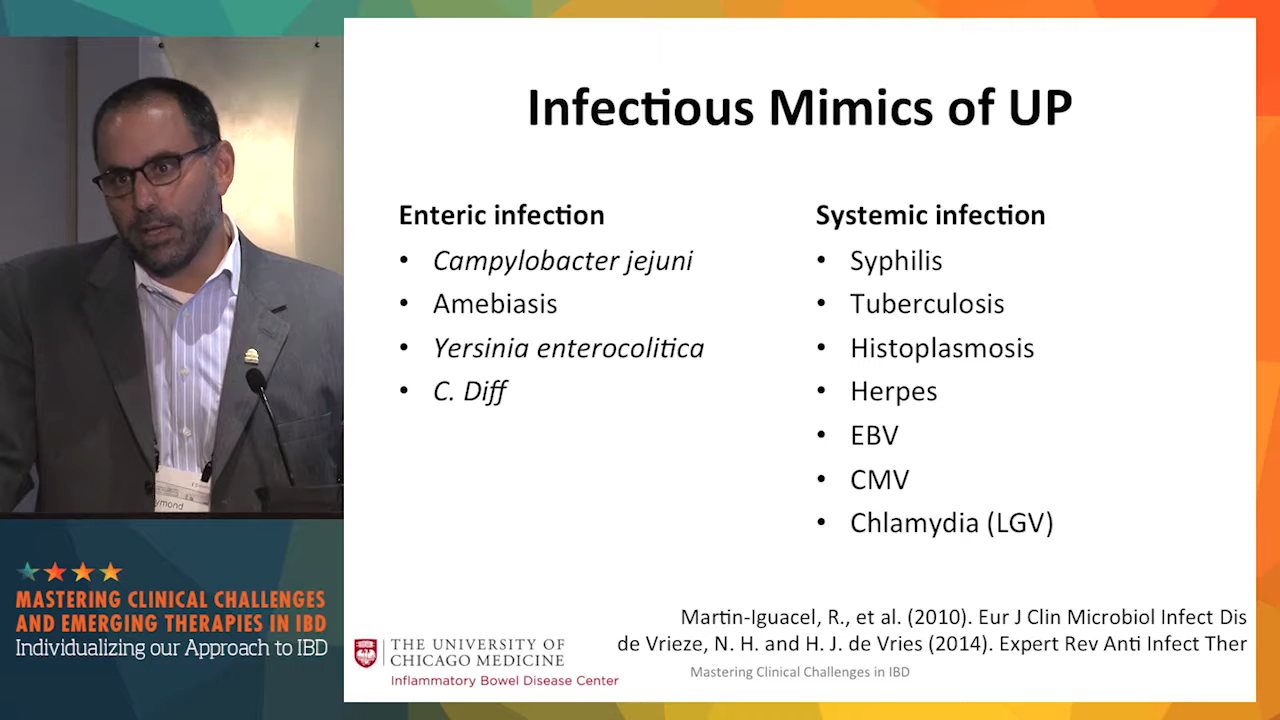 Infectious Mimics of UP
Enteric infection
• Campylobacter jejuni
• Amebiasis
• Yersinia enterocolitica
• C. Diff
Systemic infection
• Syphilis
• Tuberculosis
• Histoplasmosis
• Herpes
• EBV
• CMV
• Chlamydia (LGV)
Martin-Iguacel, R., et al. (2010). Eur J Clin Microbiol Infect Dis
de Vrieze, N. H. and H. J. de Vries (2014). Expert Rev Anti Infect Ther
THE UNIVERSITY OF
CHICAGO MEDICINE
Inflammatory Bowel Disease Center
Mastering Clinical Challenges in IBD
ymond
MASTERING CLINICAL CHALLENGES
AND EMERGING THERAPIES IN IBD
Individualizing our Approach to IBD